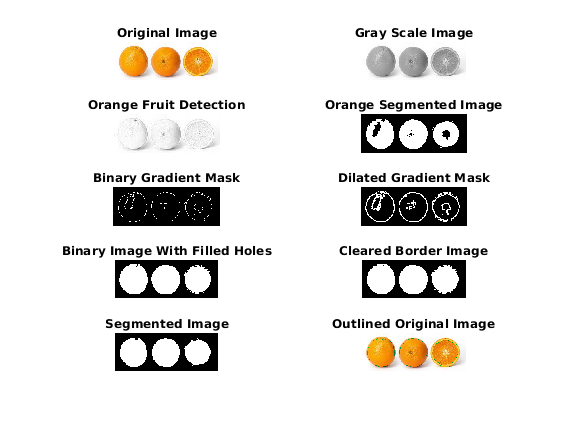 Original Image
Gray Scale Image
Orange Fruit Detection
Orange Segmented Image
Binary Gradient Mask
Dilated Gradient Mask
Binary Image With Filled Holes
Cleared Border Image
Segmented Image
Outlined Original Image